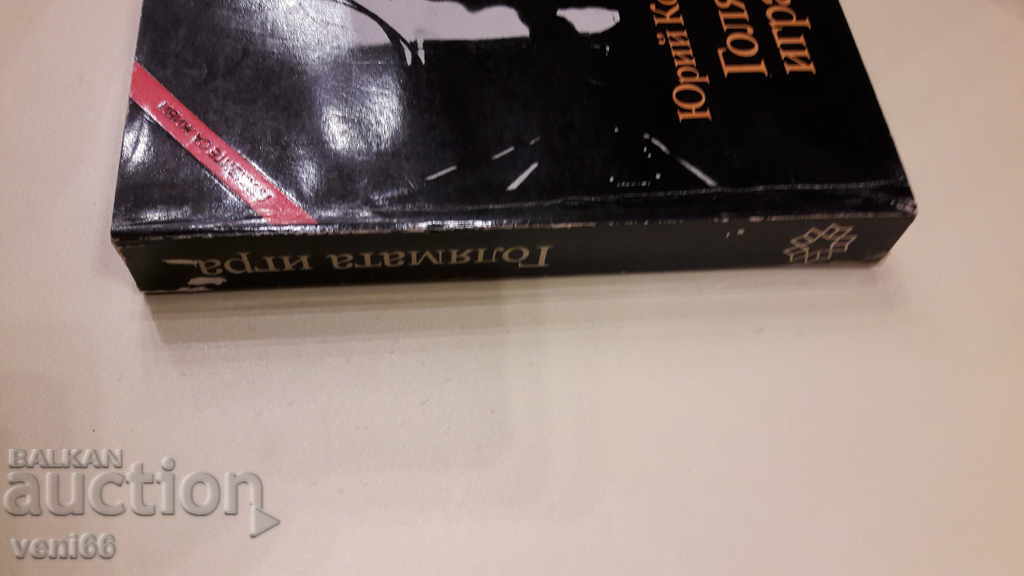 Юрий Ко
Голя
игра
Голямата игра
BALKAN
auction
veni66